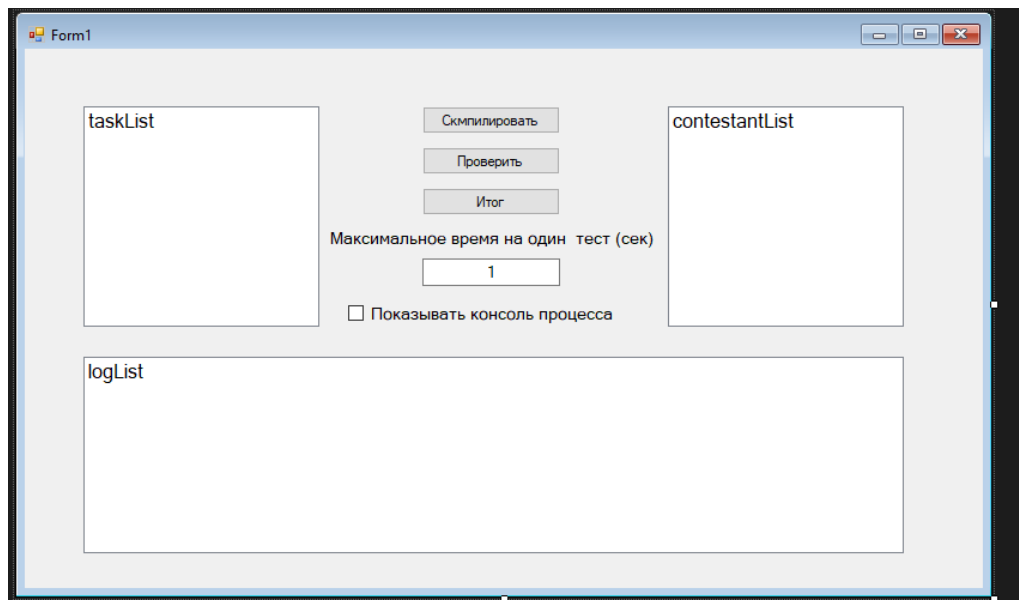 Form1
taskList
Скмпилировать
contestantList
Проверить
Итог
Максимальное время на один  тест (сек)
1
Показывать консоль процесса
logList